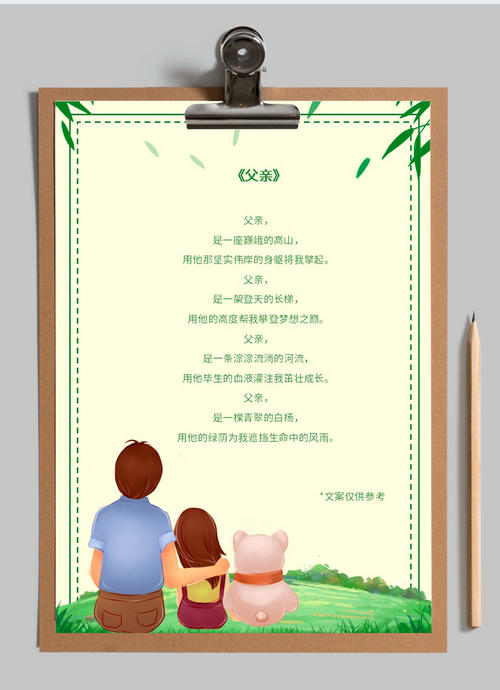 《父亲》
父亲，
是一座巍峨的高山，
用他那坚实伟岸的身躯将我擎起。
父亲，
是一架登天的长梯，
用他的高度帮我攀登梦想之巅。
父亲，
是一条淙淙流淌的河流，
用他毕生的血液灌注我茁壮成长。
父亲，
是一棵青翠的白杨，
用他的绿荫为我遮挡生命中的风雨。
*文案仅供参考